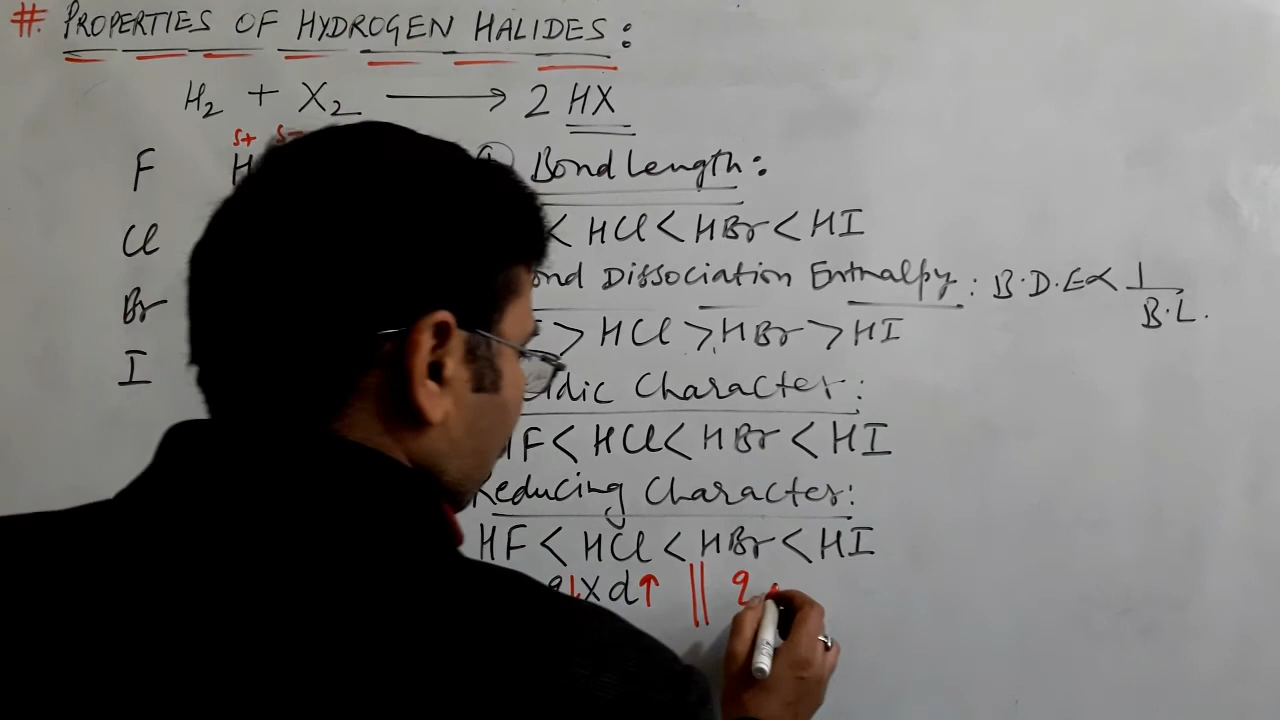 # PROPERTIES OF HYDROGEN HALIDES:
H₂ + X₂ ⟶ 2 HX
δ+ δ-
F H
Bond length:
Cl < HCl < HBr < HI
Dissociation Enthalpy: B.D.E ∝ 1/B.L.
Br > HCl > HBr > HI
I Character:
HF < HCl < HBr < HI
Reducing Character:
HF < HCl < HBr < HI
↓ X d↑ || q